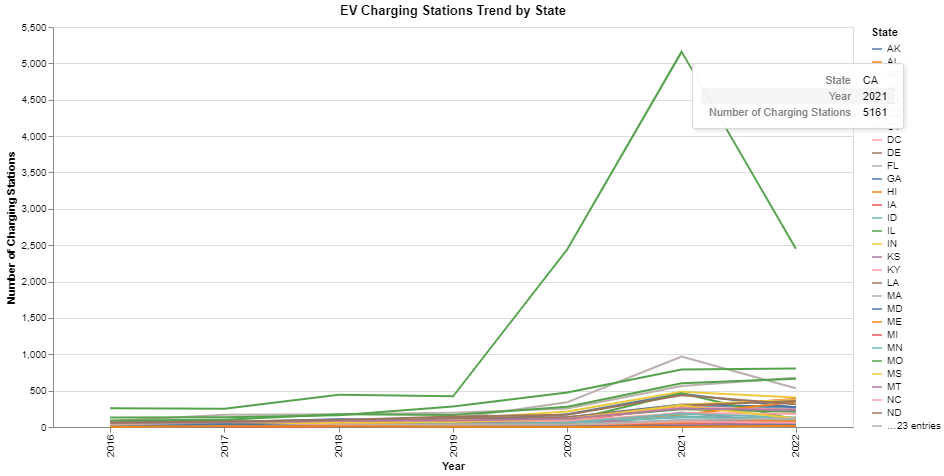 EV Charging Stations Trend by State
5,500
5,000
4,500
4,000
3,500
3,000
2,500
2,000
1,500
1,000
500
0
Number of Charging Stations
2016
2017
2018
2019
2020
2021
2022
Year
State
AK
AL
State CA
Year 2021
Number of Charging Stations 5161
DC
DE
FL
GA
HI
IA
ID
IL
IN
KS
KY
LA
MA
MD
ME
MI
MN
MO
MS
MT
NC
ND
…23 entries